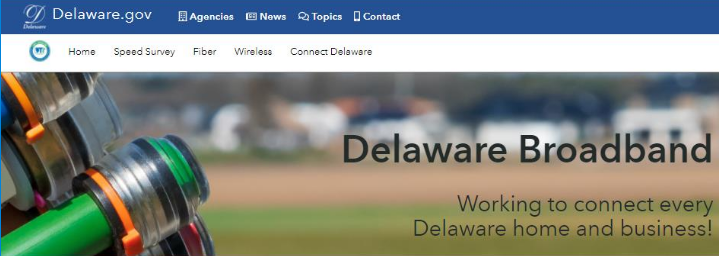 Delaware.gov
Agencies News Topics Contact
Home Speed Survey Fiber Wireless Connect Delaware
Delaware Broadband
Working to connect every
Delaware home and business!